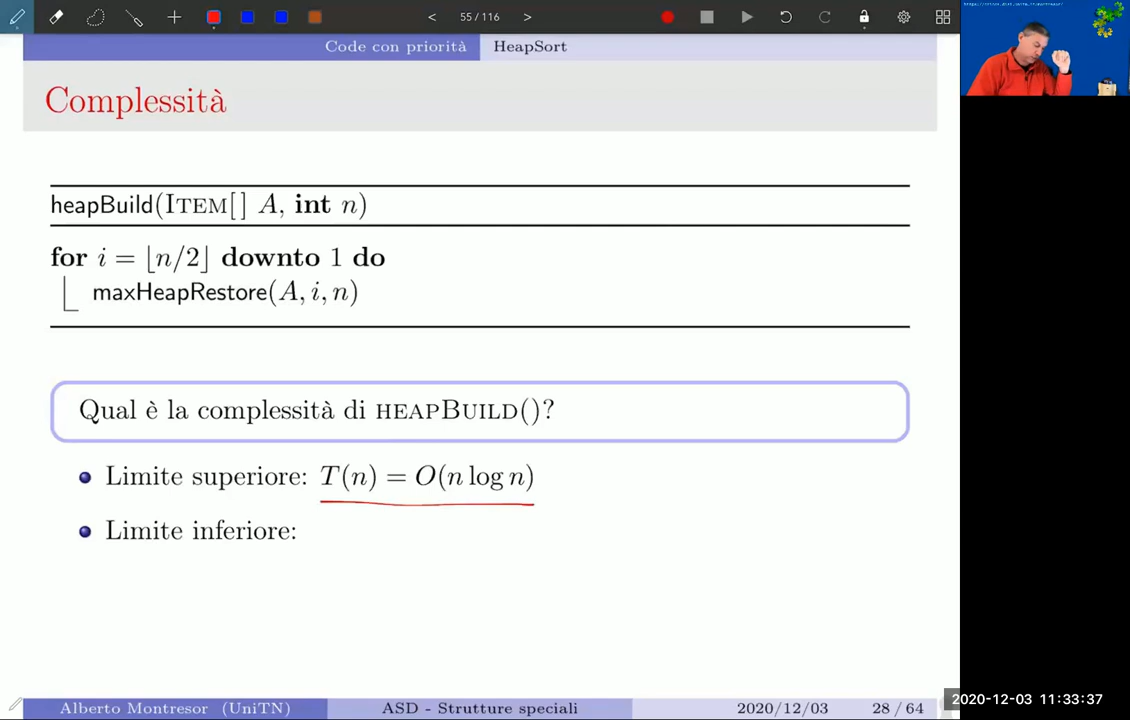 55 / 116
Code con priorità HeapSort
Complessità
heapBuild(ITEM[ ] A, int n)
for i = ⌊n/2⌋ downto 1 do
maxHeapRestore(A, i, n)
Qual è la complessità di HEAPBUILD()?
Limite superiore: T(n) = O(n log n)
Limite inferiore:
Alberto Montresor (UniTN) ASD - Strutture speciali 2020/12/03 28 / 64
2020-12-03 11:33:37